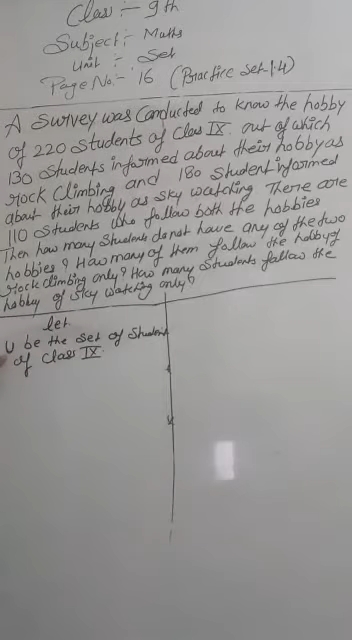 Class :- 9th
Subject :- Maths
Unit :- Set
Page No :- 16 (Practice Set 1.4)
A Survey was Conducted to know the hobby
of 220 Students of Class IX. out of which
130 Students informed about their hobby as
rock Climbing and 180 Student informed
about their hobby as sky watching There are
110 Students who follow both the hobbies
Then how many Students do not have any of the two
hobbies ? How many of them follow the hobby of
rock climbing only? How many students follow the
hobby of sky watching only?
let
U be the set of Student
of Class IX.